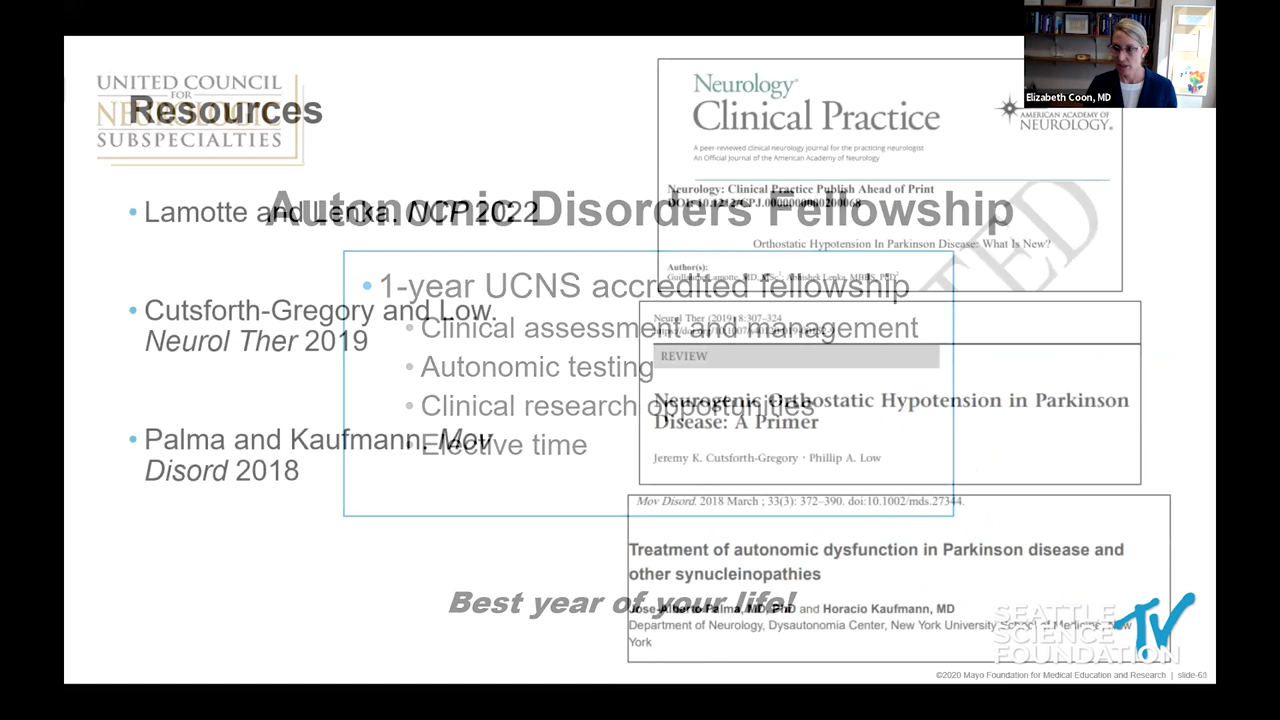 Elizabeth Coon, MD
UNITED COUNCIL
FOR
NEUROLOGIC
SUBSPECIALTIES
Resources
Autonomic Disorders Fellowship
• Lamotte and Lenka. NCP 2022
• Cutsforth-Gregory and Low.
Neurol Ther 2019
• Palma and Kaufmann. Mov
Disord 2018
• 1-year UCNS accredited fellowship
• Clinical assessment and management
• Autonomic testing
• Clinical research opportunities
• Elective time
Best year of your life!
Neurology
Clinical Practice
AMERICAN ACADEMY OF
NEUROLOGY.
A peer-reviewed clinical neurology journal for the practicing neurologist
An Official Journal of the American Academy of Neurology
Neurology: Clinical Practice Publish Ahead of Print
DOI: 10.1212/CPJ.0000000000200068
Orthostatic Hypotension In Parkinson Disease: What Is New?
Author(s):
Neurol Ther (2019) 8:307–324
REVIEW
Neurogenic Orthostatic Hypotension in Parkinson
Disease: A Primer
Jeremy K. Cutsforth-Gregory · Phillip A. Low
Mov Disord. 2018 March ; 33(3): 372–390. doi:10.1002/mds.27344.
Treatment of autonomic dysfunction in Parkinson disease and
other synucleinopathies
Jose-Alberto Palma, MD, PhD and Horacio Kaufmann, MD
Department of Neurology, Dysautonomia Center, New York University School of Medicine, New
York
SEATTLE
SCIENCE
FOUNDATION
TV
©2020 Mayo Foundation for Medical Education and Research | slide-